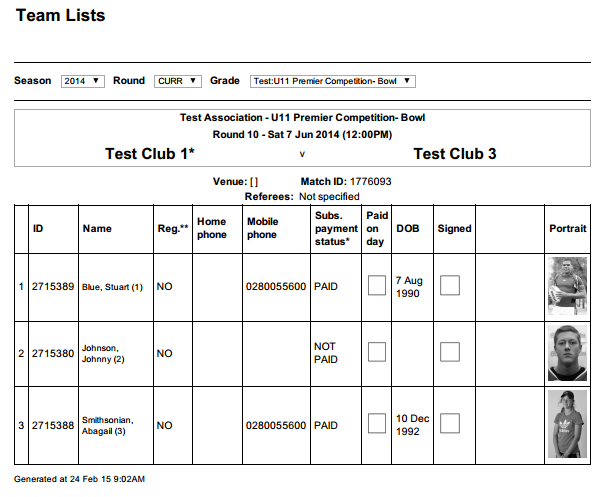 Team Lists
Season 2014 ▼ Round CURR ▼ Grade Test:U11 Premier Competition- Bowl ▼
Test Association - U11 Premier Competition- Bowl
Round 10 - Sat 7 Jun 2014 (12:00PM)
Test Club 1* v Test Club 3
Venue: [ ] Match ID: 1776093
Referees: Not specified
ID Name Reg.** Home phone Mobile phone Subs. payment status* Paid on day DOB Signed Portrait
1 2715389 Blue, Stuart (1) NO 0280055600 PAID 7 Aug 1990
2 2715380 Johnson, Johnny (2) NO NOT PAID
3 2715388 Smithsonian, Abagail (3) NO 0280055600 PAID 10 Dec 1992
Generated at 24 Feb 15 9:02AM